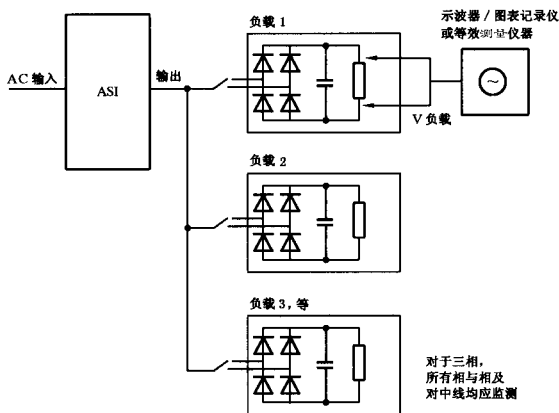 负载 1
示波器 / 图表记录仪
或等效测量仪器
AC 输入
ASI
输出
~
V 负载
负载 2
负载 3，等
对于三相，
所有相与相及
对中线均应监测